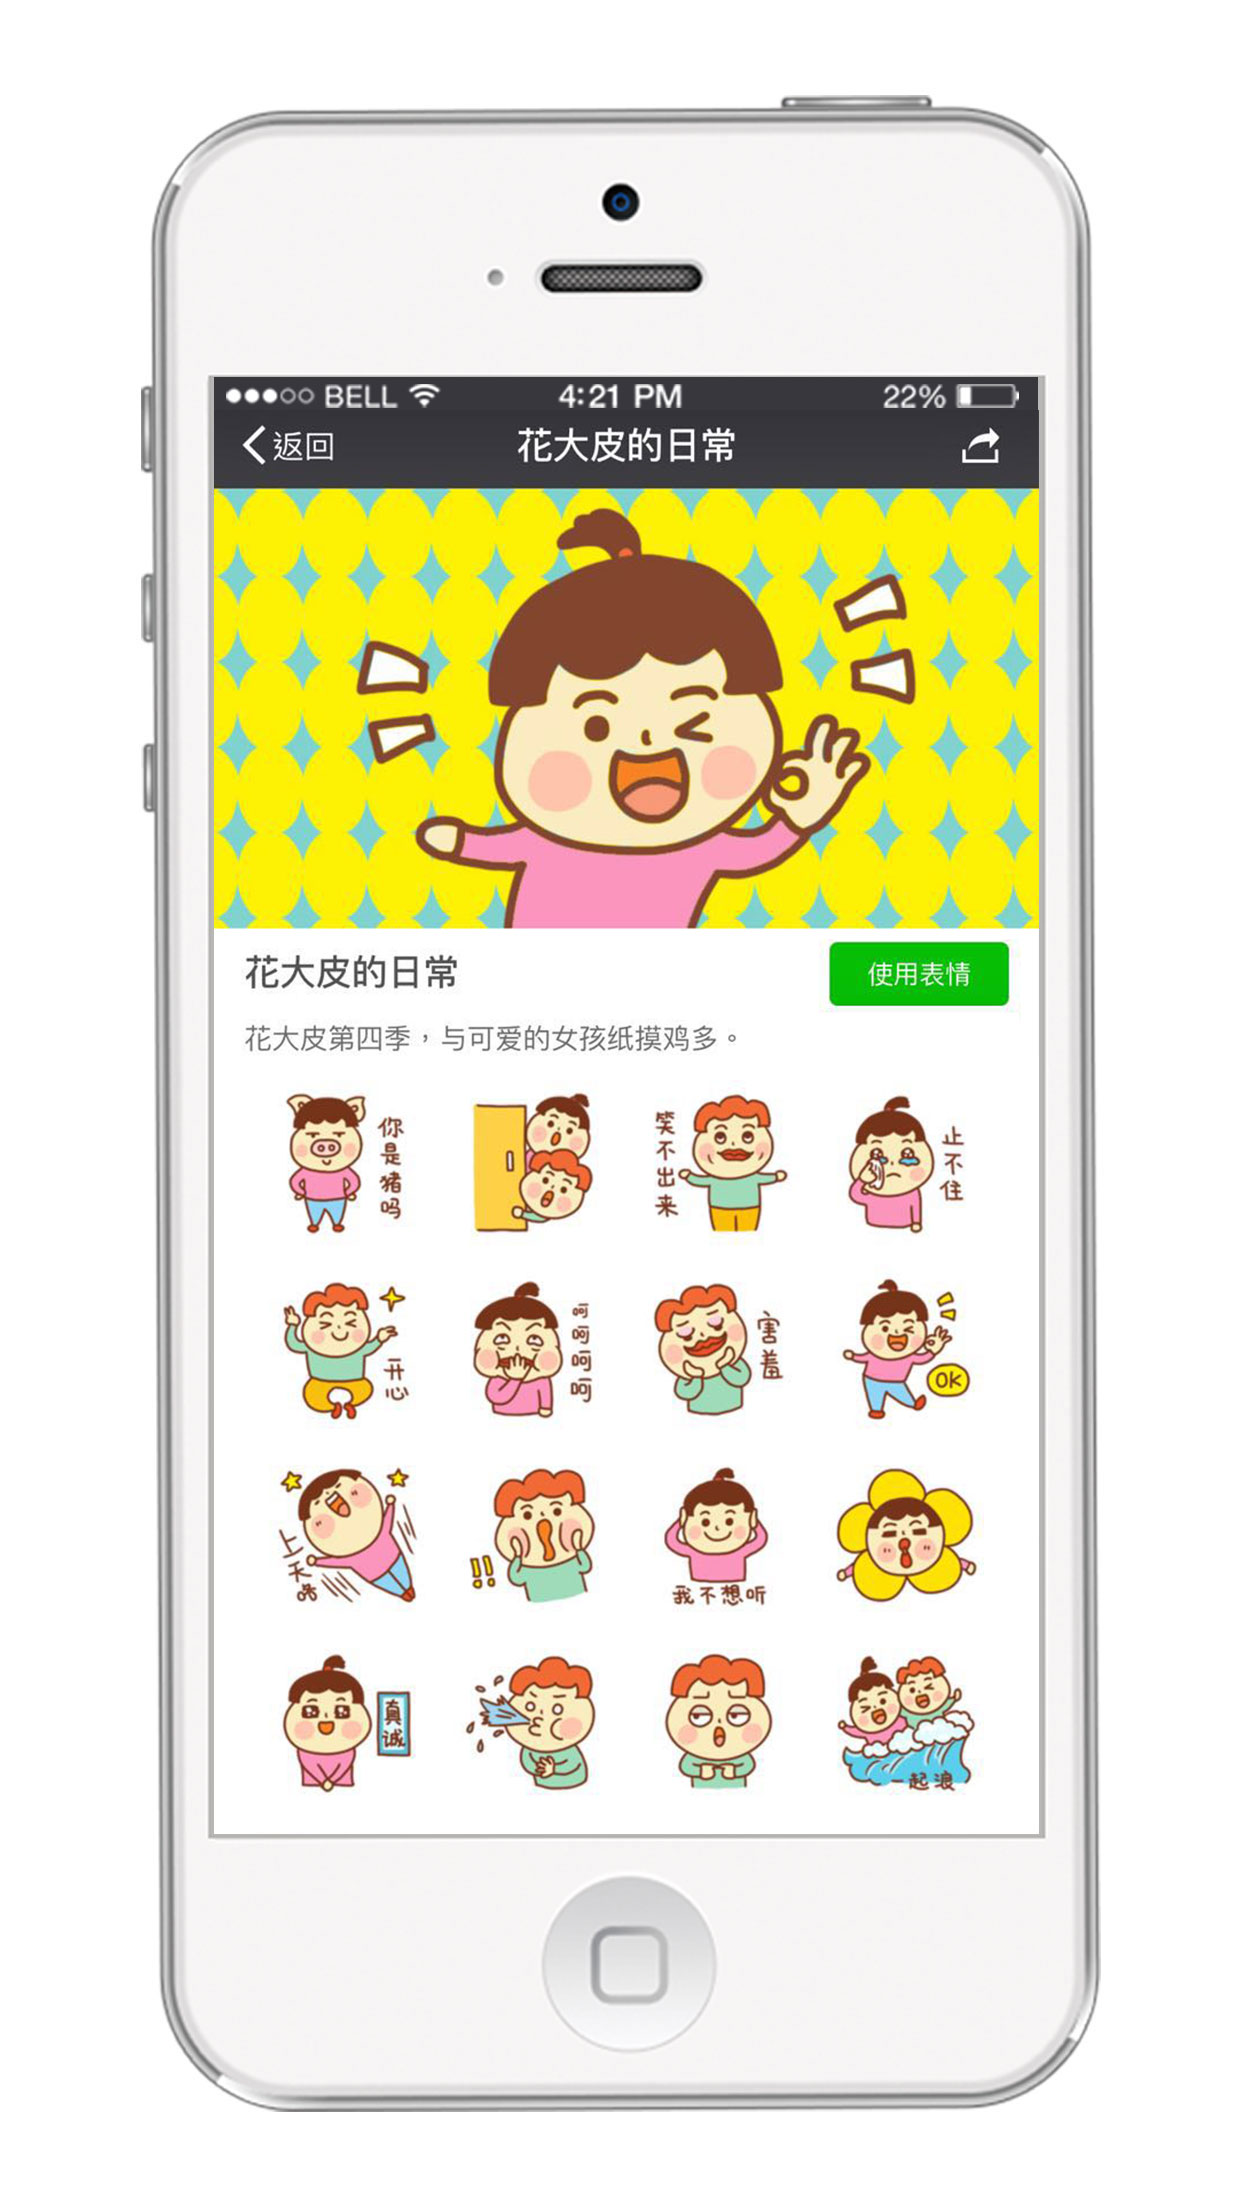 BELL 4:21 PM 22%
返回 花大皮的日常
花大皮的日常
使用表情
花大皮第四季，与可爱的女孩纸摸鸡多。
你是猪吗
笑不出来
止不住
开心
呵呵呵呵
害羞
OK
上天咯
!!
我不想听
真诚
一起浪